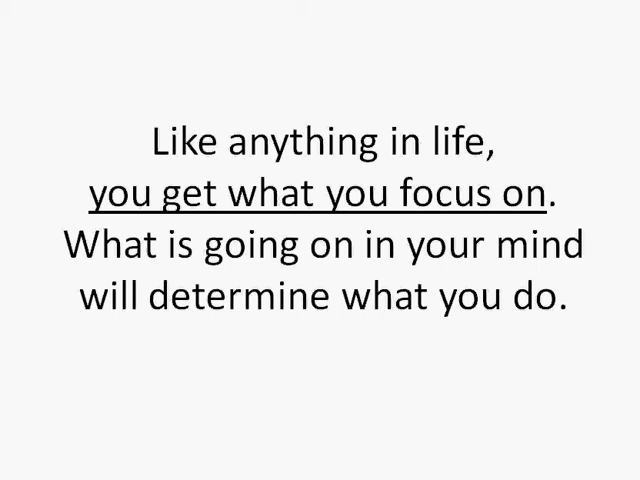 Like anything in life,
you get what you focus on.
What is going on in your mind
will determine what you do.